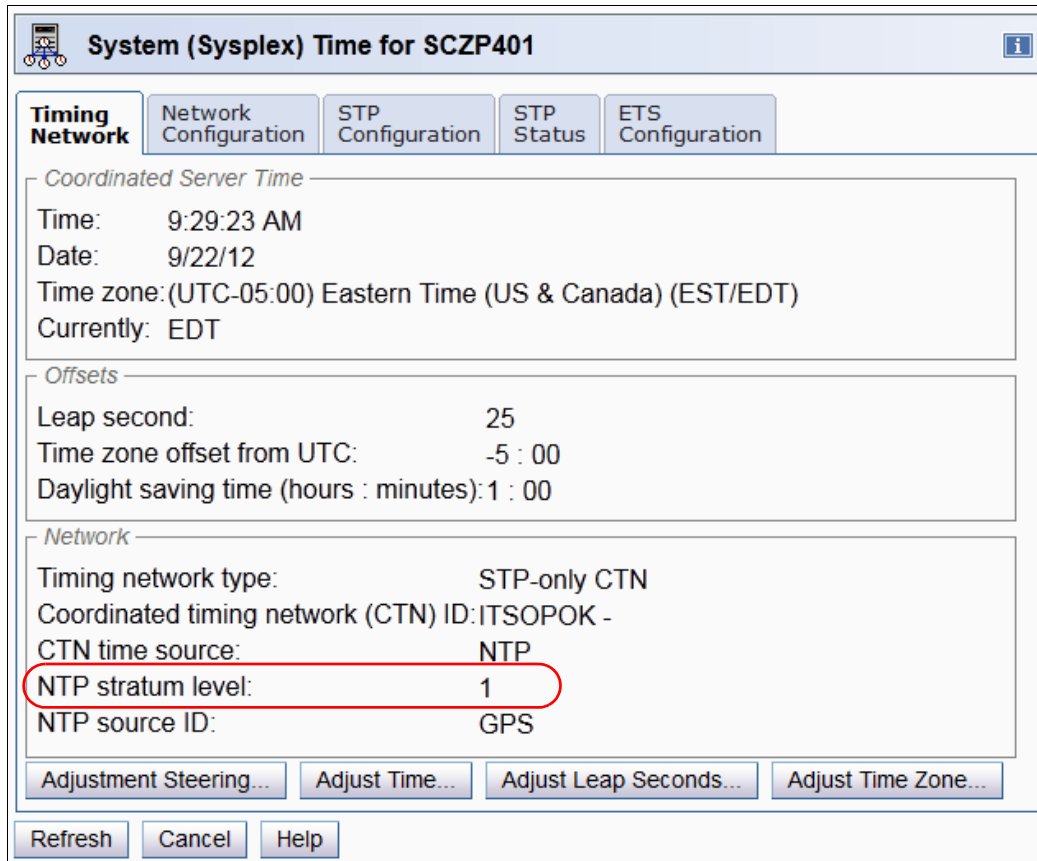 System (Sysplex) Time for SCZP401
i
Timing Network
Network Configuration
STP Configuration
STP Status
ETS Configuration
Coordinated Server Time
Time: 9:29:23 AM
Date: 9/22/12
Time zone: (UTC-05:00) Eastern Time (US & Canada) (EST/EDT)
Currently: EDT
Offsets
Leap second: 25
Time zone offset from UTC: -5 : 00
Daylight saving time (hours : minutes): 1 : 00
Network
Timing network type: STP-only CTN
Coordinated timing network (CTN) ID: ITSOPOK -
CTN time source: NTP
NTP stratum level: 1
NTP source ID: GPS
Adjustment Steering... Adjust Time... Adjust Leap Seconds... Adjust Time Zone...
Refresh Cancel Help